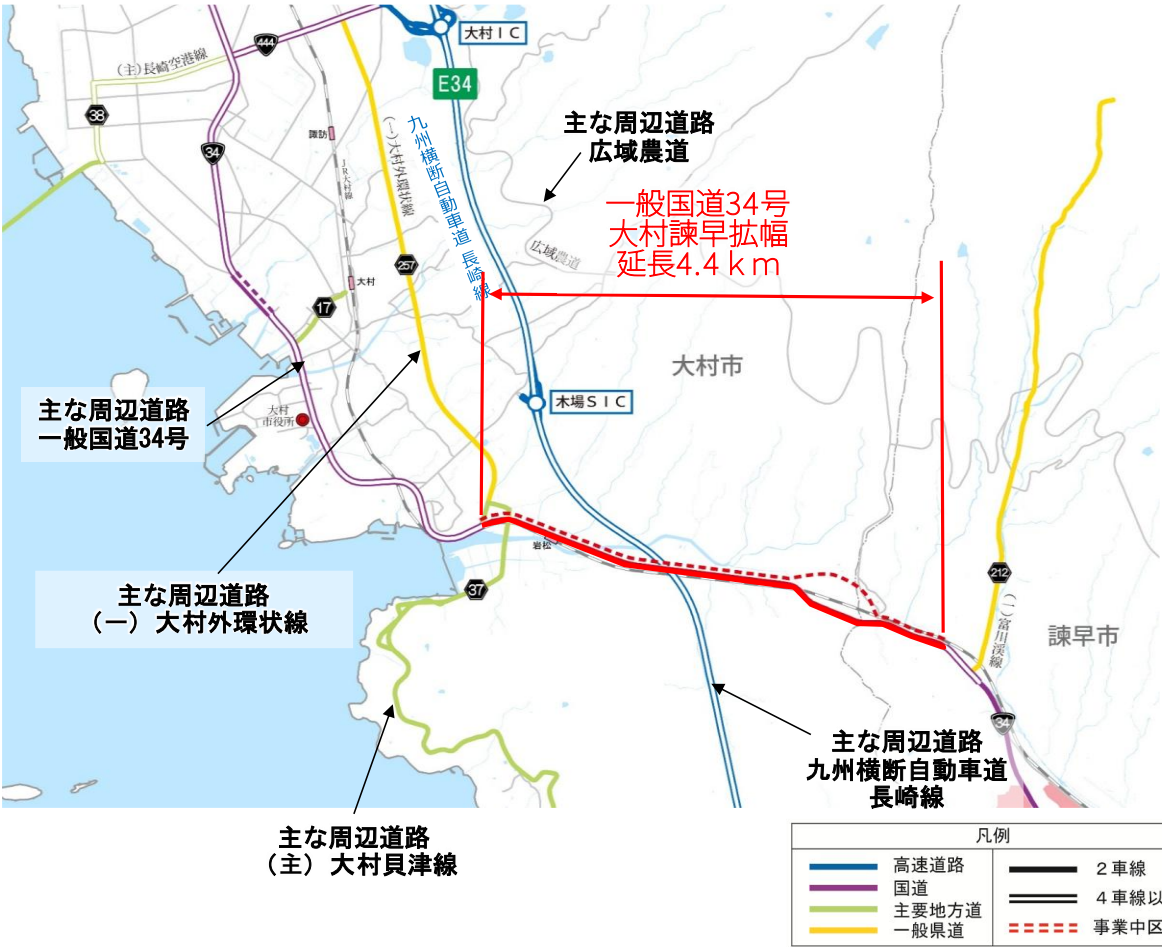 大村ＩＣ
444
(主)長崎空港線
E34
38
34
諏訪
JR大村線
(一)大村外環状線
九州横断自動車道 長崎線
主な周辺道路
広域農道
一般国道34号
大村諫早拡幅
延長4.4ｋｍ
広域農道
257
大村
17
大村市
主な周辺道路
一般国道34号
大村
市役所
木場ＳＩＣ
岩松
主な周辺道路
（一）大村外環状線
37
212
(一)富川渓線
諫早市
34
主な周辺道路
九州横断自動車道
長崎線
主な周辺道路
（主）大村貝津線
凡例
高速道路
国道
主要地方道
一般県道
２車線
４車線以
事業中区